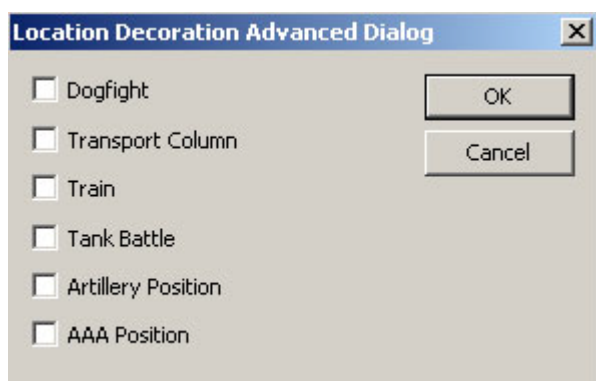 Location Decoration Advanced Dialog
Dogfight
OK
Transport Column
Cancel
Train
Tank Battle
Artillery Position
AAA Position